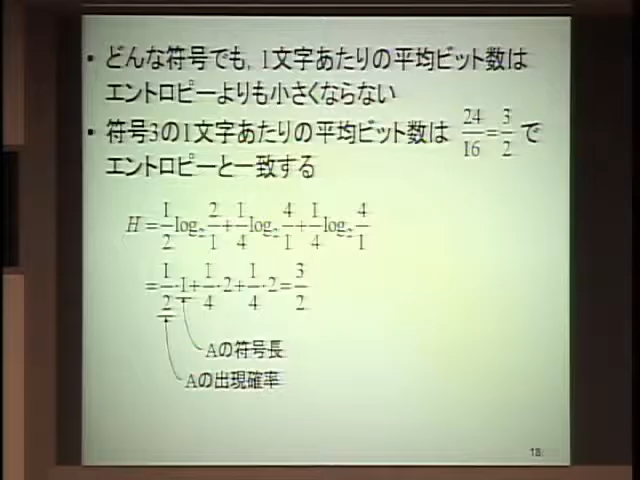 • どんな符号でも, 1文字あたりの平均ビット数は
エントロピーよりも小さくならない
• 符号3の1文字あたりの平均ビット数は 24/16=3/2 で
エントロピーと一致する
H=1/2 log₂ 2/1+1/4 log₂ 4/1+1/4 log₂ 4/1
=1/2·1+1/4·2+1/4·2=3/2
Aの符号長
Aの出現確率
18